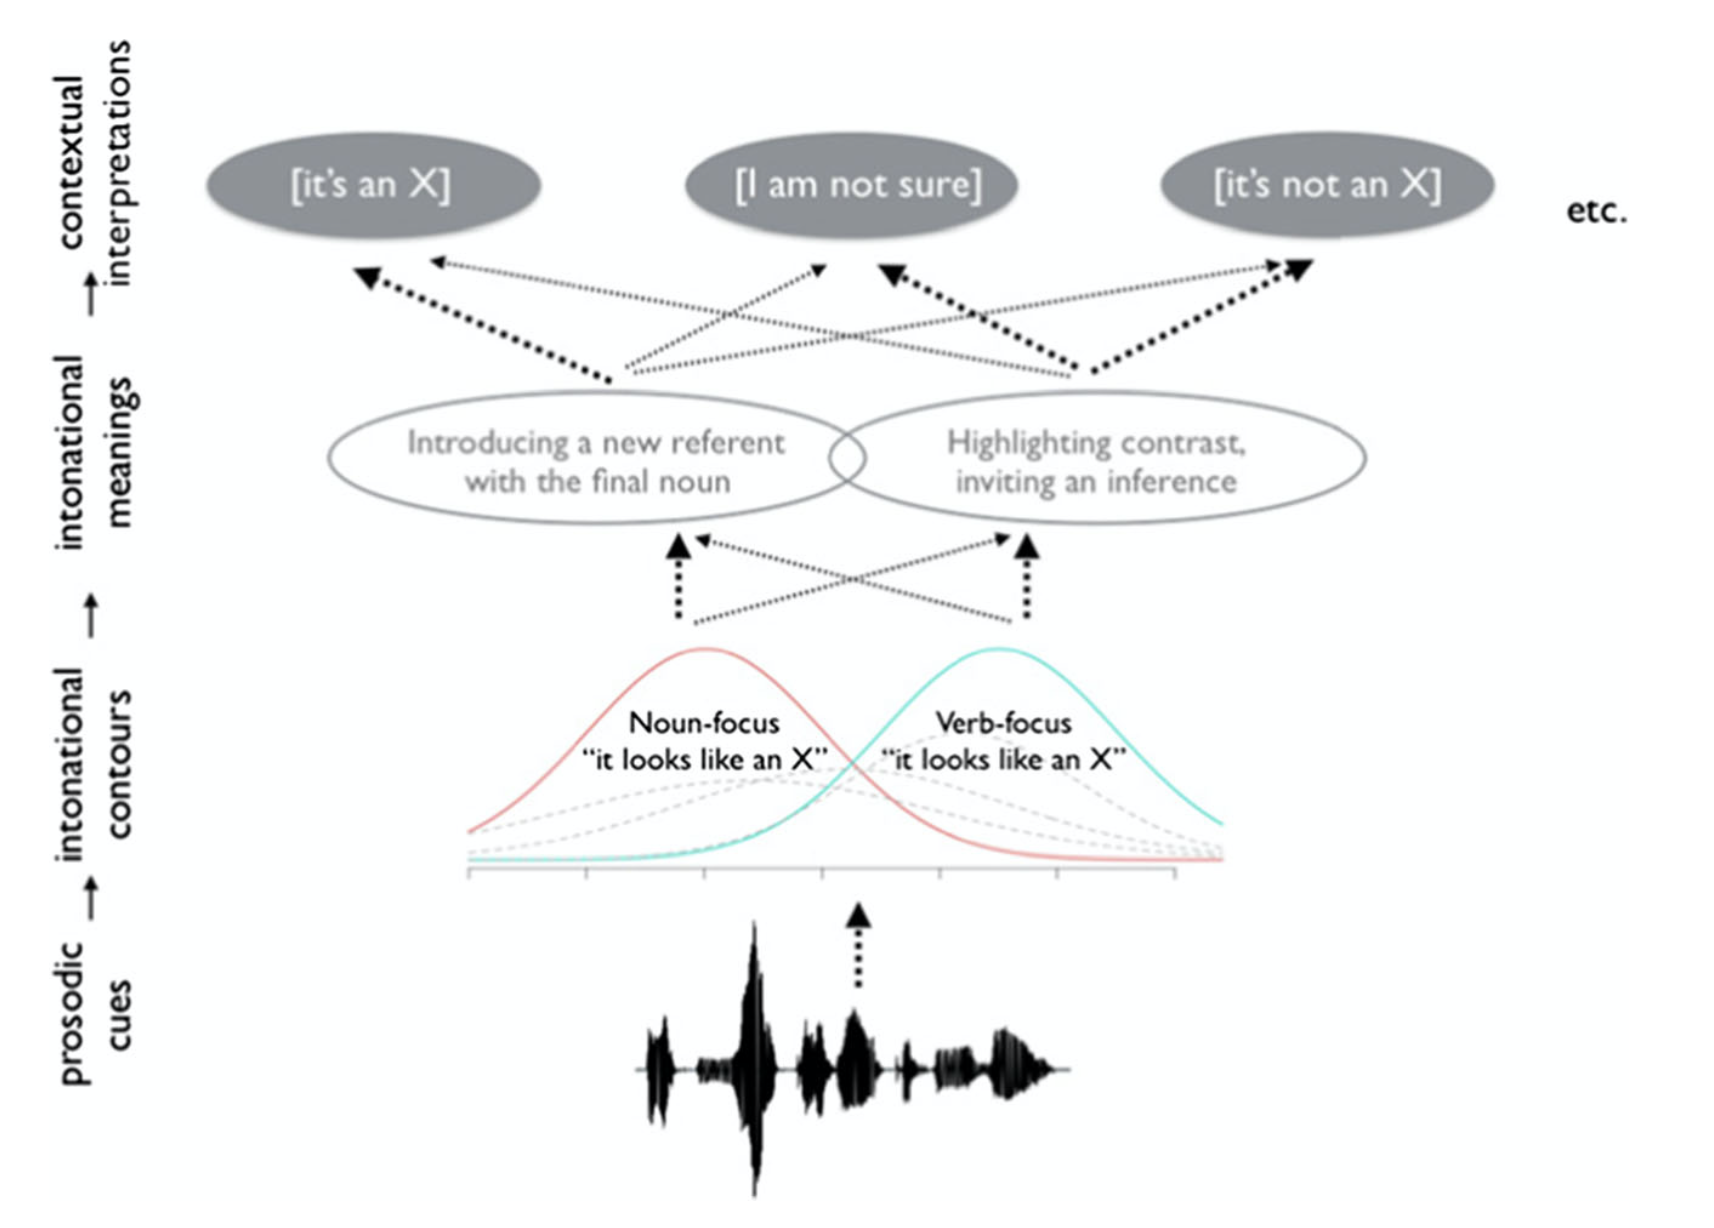 contextual
interpretations
[it's an X]
[I am not sure]
[it's not an X]
etc.
intonational
meanings
Introducing a new referent
with the final noun
Highlighting contrast,
inviting an inference
intonational
contours
Noun-focus
“it looks like an X”
Verb-focus
“it looks like an X”
prosodic
cues